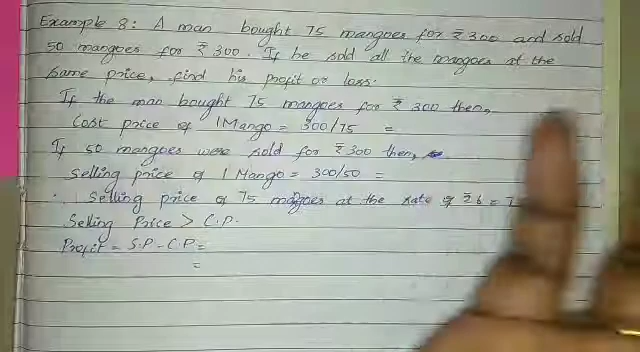 Example 8: A man bought 75 mangoes for ₹300 and sold
50 mangoes for ₹300. If he sold all the mangoes at the
same price, find his profit or loss.
If the man bought 75 mangoes for ₹ 300 then,
Cost price of 1 Mango = 300/75 =
If 50 mangoes were sold for ₹300 then,
Selling price of 1 Mango = 300/50 =
∴ Selling price of 75 mangoes at the rate of ₹6 =
Selling Price > C.P.
Profit = S.P - C.P =
=